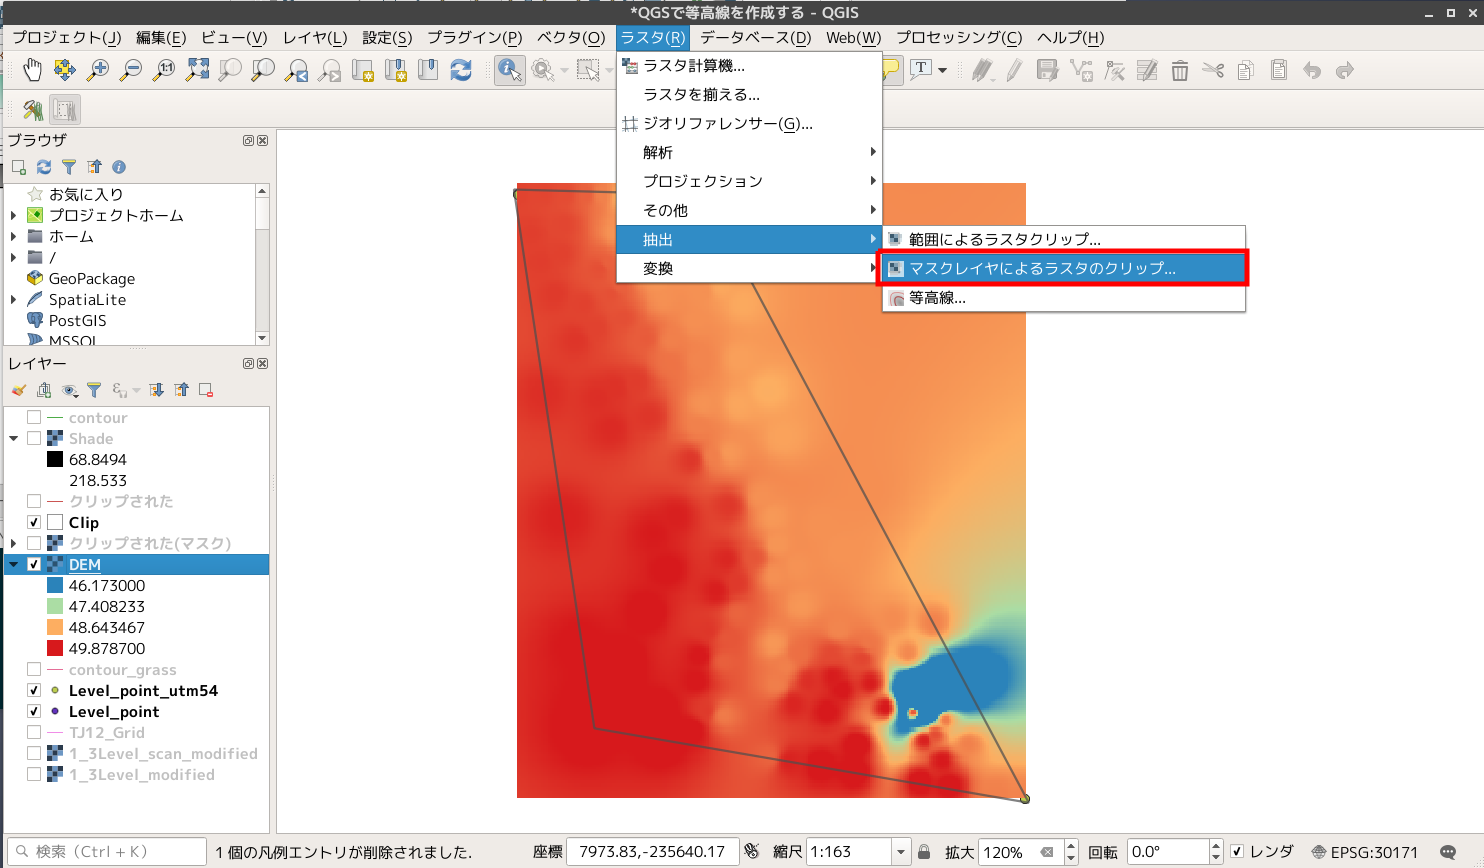 *QGSで等高線を作成する - QGIS
プロジェクト(J) 編集(E) ビュー(V) レイヤ(L) 設定(S) プラグイン(P) ベクタ(O) ラスタ(R) データベース(D) Web(W) プロセッシング(C) ヘルプ(H)
ラスタ計算機...
ラスタを揃える...
ジオリファレンサー(G)...
解析
プロジェクション
その他
抽出
変換
範囲によるラスタクリップ...
マスクレイヤによるラスタのクリップ...
等高線...
ブラウザ
お気に入り
プロジェクトホーム
ホーム
/
GeoPackage
SpatiaLite
PostGIS
MSSQL
レイヤー
contour
Shade
68.8494
218.533
クリップされた
Clip
クリップされた(マスク)
DEM
46.173000
47.408233
48.643467
49.878700
contour_grass
Level_point_utm54
Level_point
TJ12_Grid
1_3Level_scan_modified
1_3Level_modified
検索 (Ctrl + K) 1 個の凡例エントリが削除されました. 座標 7973.83,-235640.17 縮尺 1:163 拡大 120% 回転 0.0° レンダ EPSG:30171